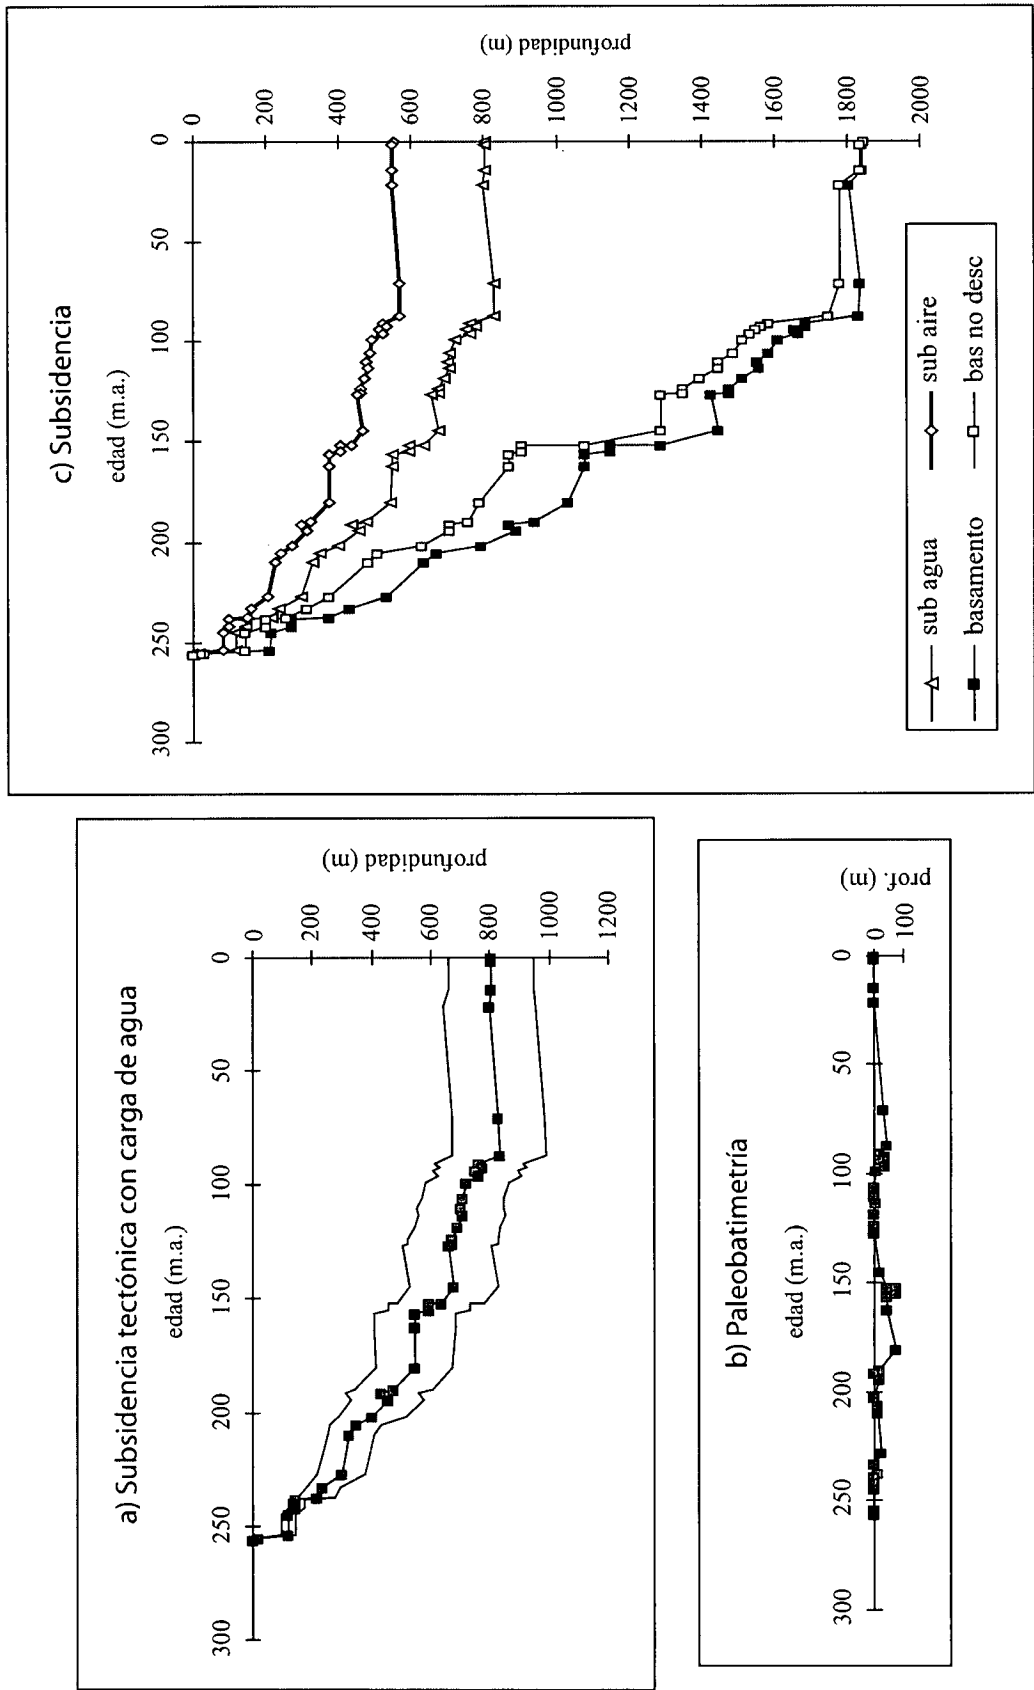 a) Subsidencia tectónica con carga de agua
edad (m.a.)
300 250 200 150 100 50 0
0 200 400 600 800 1000 1200
profundidad (m)
b) Paleobatimetría
edad (m.a.)
300 250 200 150 100 50 0
0 100
prof. (m)
c) Subsidencia
edad (m.a.)
300 250 200 150 100 50 0
0 200 400 600 800 1000 1200 1400 1600 1800 2000
profundidad (m)
sub agua sub aire
basamento bas no desc